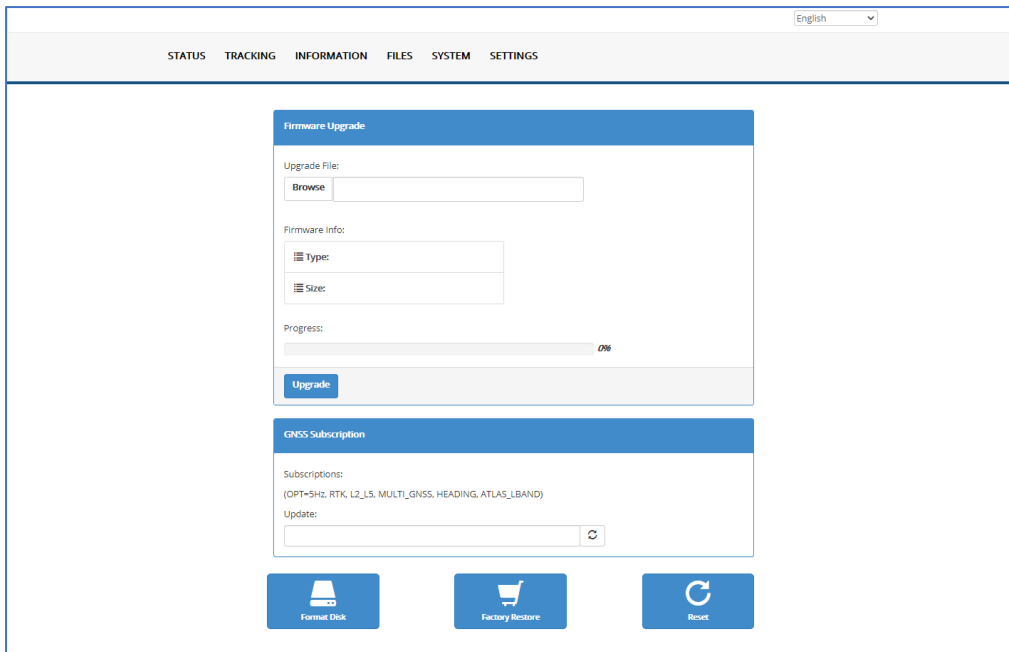 English
STATUS TRACKING INFORMATION FILES SYSTEM SETTINGS
Firmware Upgrade
Upgrade File:
Browse
Firmware Info:
Type:
Size:
Progress:
0%
Upgrade
GNSS Subscription
Subscriptions:
(OPT=5Hz, RTK, L2_L5, MULTI_GNSS, HEADING, ATLAS_LBAND)
Update:
Format Disk Factory Restore Reset